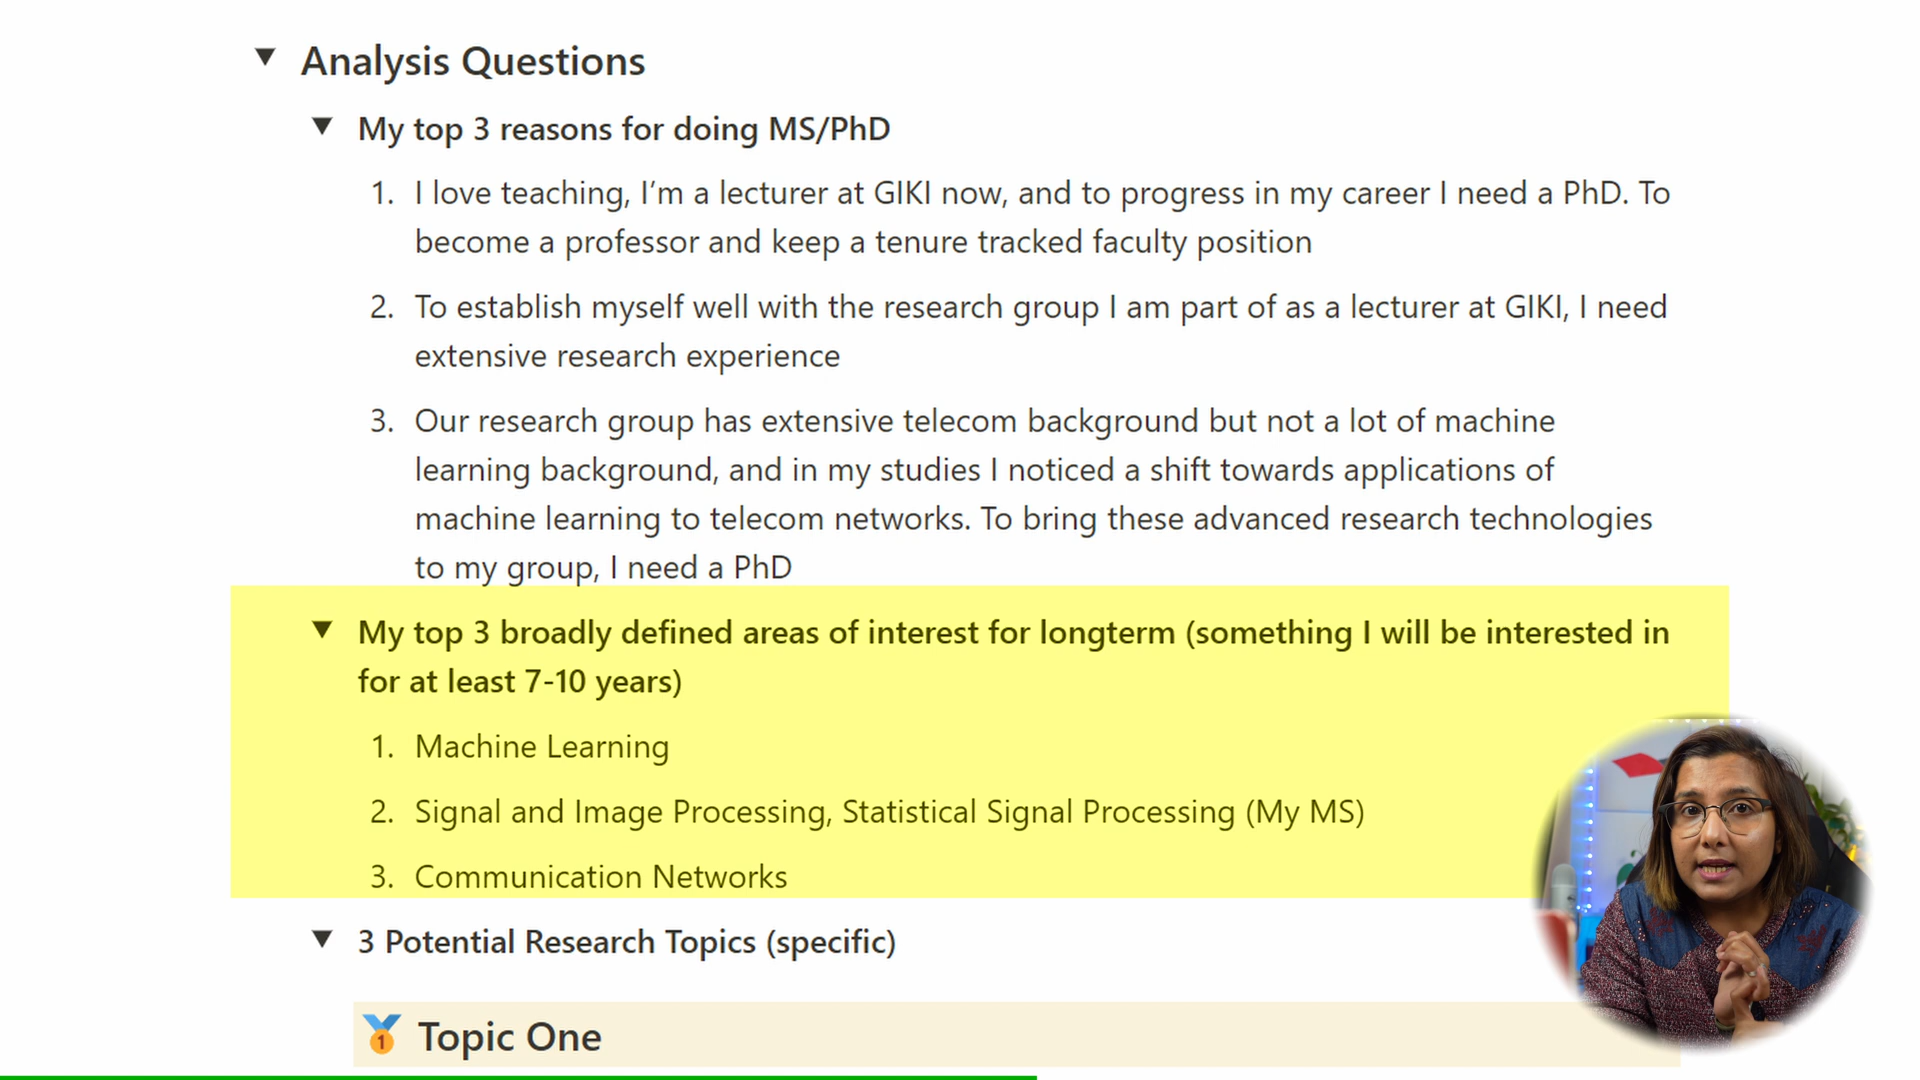 Analysis Questions
My top 3 reasons for doing MS/PhD
1. I love teaching, I'm a lecturer at GIKI now, and to progress in my career I need a PhD. To
become a professor and keep a tenure tracked faculty position
2. To establish myself well with the research group I am part of as a lecturer at GIKI, I need
extensive research experience
3. Our research group has extensive telecom background but not a lot of machine
learning background, and in my studies I noticed a shift towards applications of
machine learning to telecom networks. To bring these advanced research technologies
to my group, I need a PhD
My top 3 broadly defined areas of interest for longterm (something I will be interested in
for at least 7-10 years)
1. Machine Learning
2. Signal and Image Processing, Statistical Signal Processing (My MS)
3. Communication Networks
3 Potential Research Topics (specific)
1 Topic One